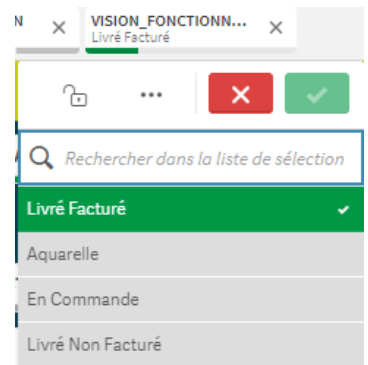 N
VISION_FONCTIONN...
Livré Facturé
Rechercher dans la liste de sélection
Livré Facturé
Aquarelle
En Commande
Livré Non Facturé